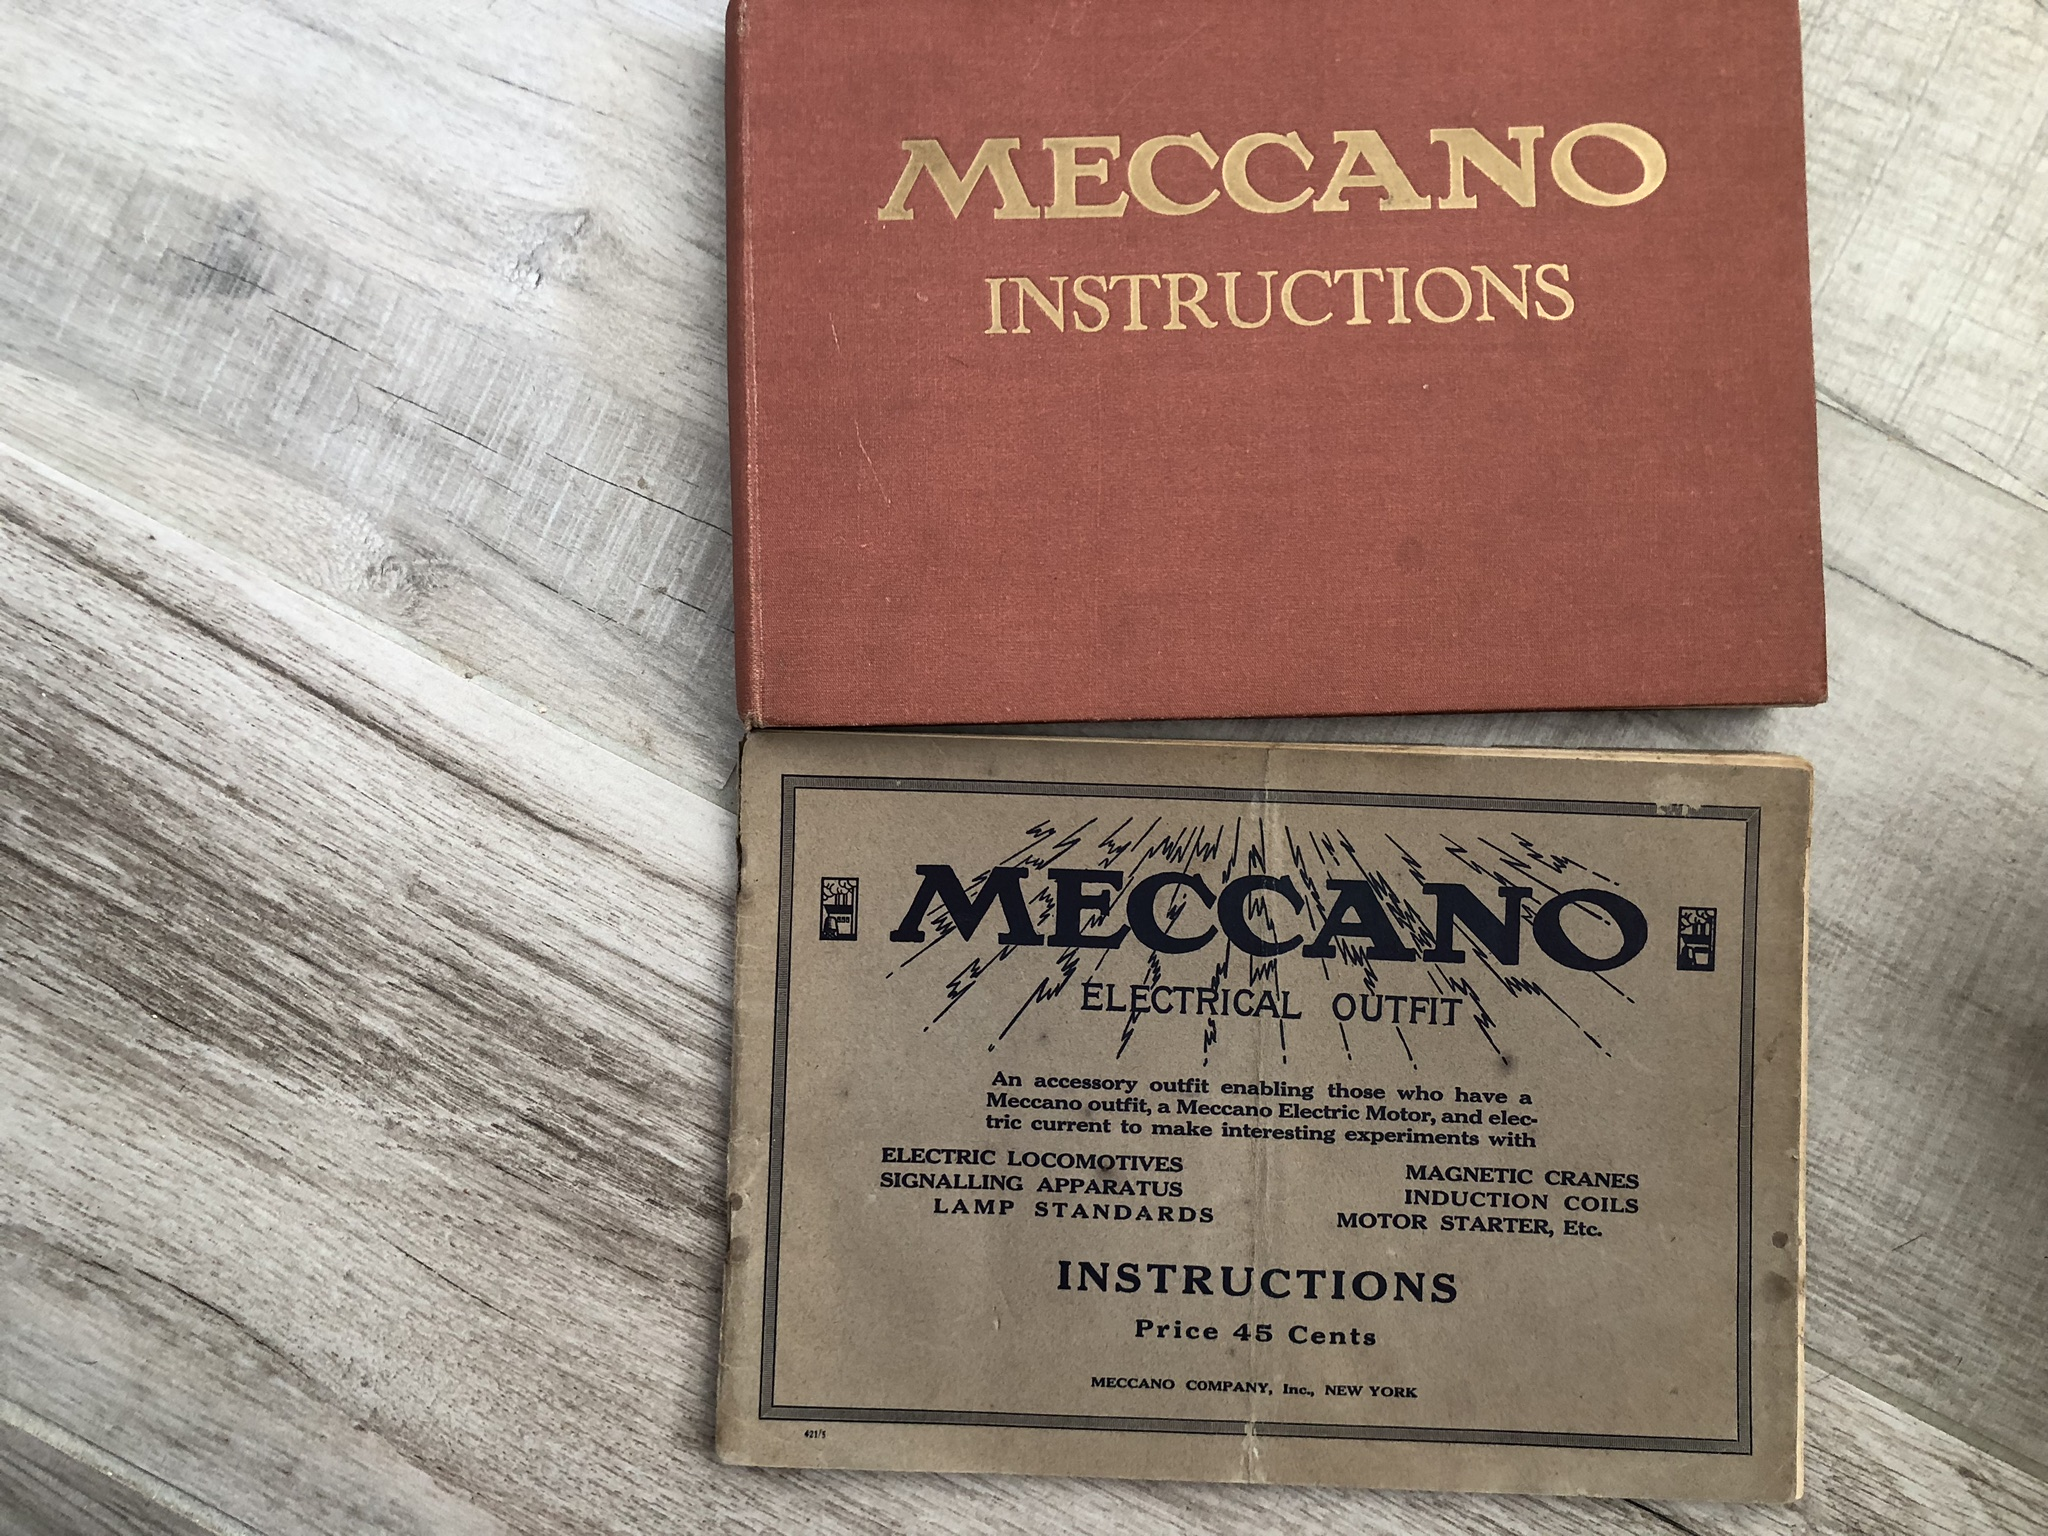 MECCANO
INSTRUCTIONS
MECCANO
ELECTRICAL OUTFIT
An accessory outfit enabling those who have a
Meccano outfit, a Meccano Electric Motor, and elec-
tric current to make interesting experiments with
ELECTRIC LOCOMOTIVES
SIGNALLING APPARATUS
LAMP STANDARDS
MAGNETIC CRANES
INDUCTION COILS
MOTOR STARTER, Etc.
INSTRUCTIONS
Price 45 Cents
MECCANO COMPANY, Inc., NEW YORK
421/5